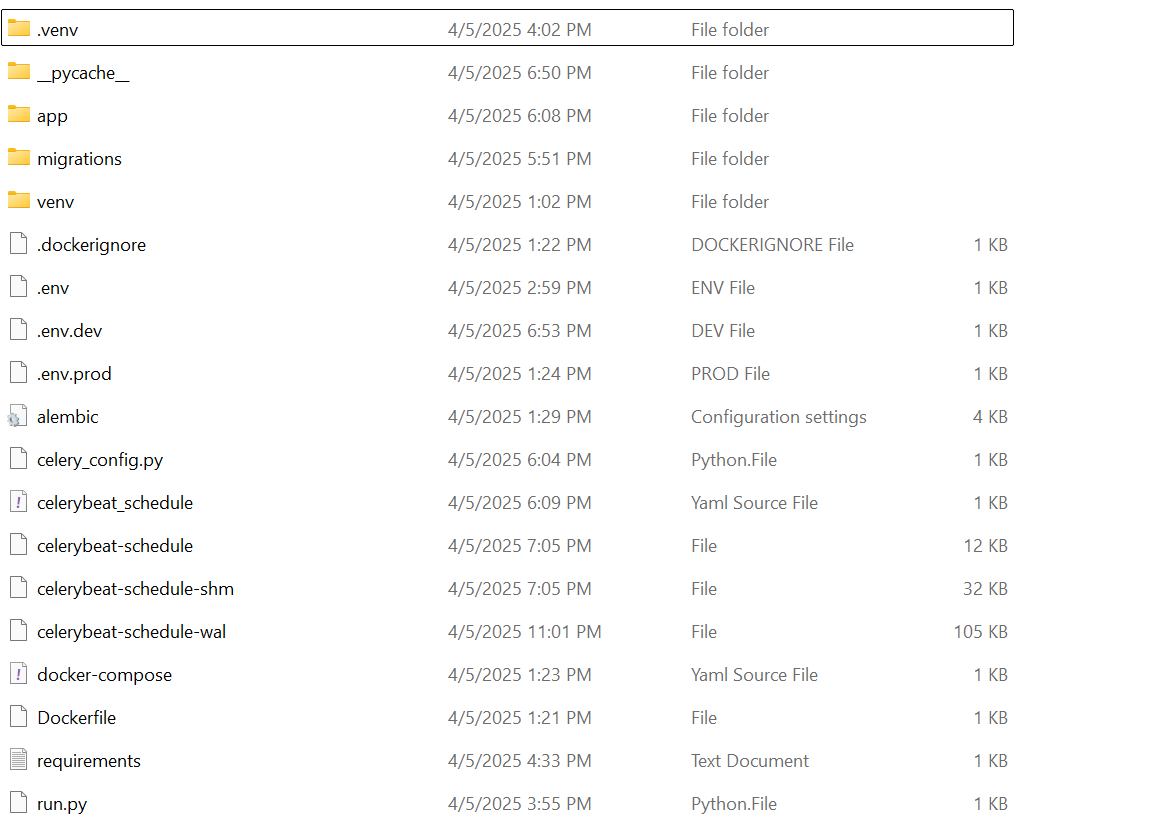 .venv 4/5/2025 4:02 PM File folder
__pycache__ 4/5/2025 6:50 PM File folder
app 4/5/2025 6:08 PM File folder
migrations 4/5/2025 5:51 PM File folder
venv 4/5/2025 1:02 PM File folder
.dockerignore 4/5/2025 1:22 PM DOCKERIGNORE File 1 KB
.env 4/5/2025 2:59 PM ENV File 1 KB
.env.dev 4/5/2025 6:53 PM DEV File 1 KB
.env.prod 4/5/2025 1:24 PM PROD File 1 KB
alembic 4/5/2025 1:29 PM Configuration settings 4 KB
celery_config.py 4/5/2025 6:04 PM Python.File 1 KB
celerybeat_schedule 4/5/2025 6:09 PM Yaml Source File 1 KB
celerybeat-schedule 4/5/2025 7:05 PM File 12 KB
celerybeat-schedule-shm 4/5/2025 7:05 PM File 32 KB
celerybeat-schedule-wal 4/5/2025 11:01 PM File 105 KB
docker-compose 4/5/2025 1:23 PM Yaml Source File 1 KB
Dockerfile 4/5/2025 1:21 PM File 1 KB
requirements 4/5/2025 4:33 PM Text Document 1 KB
run.py 4/5/2025 3:55 PM Python.File 1 KB